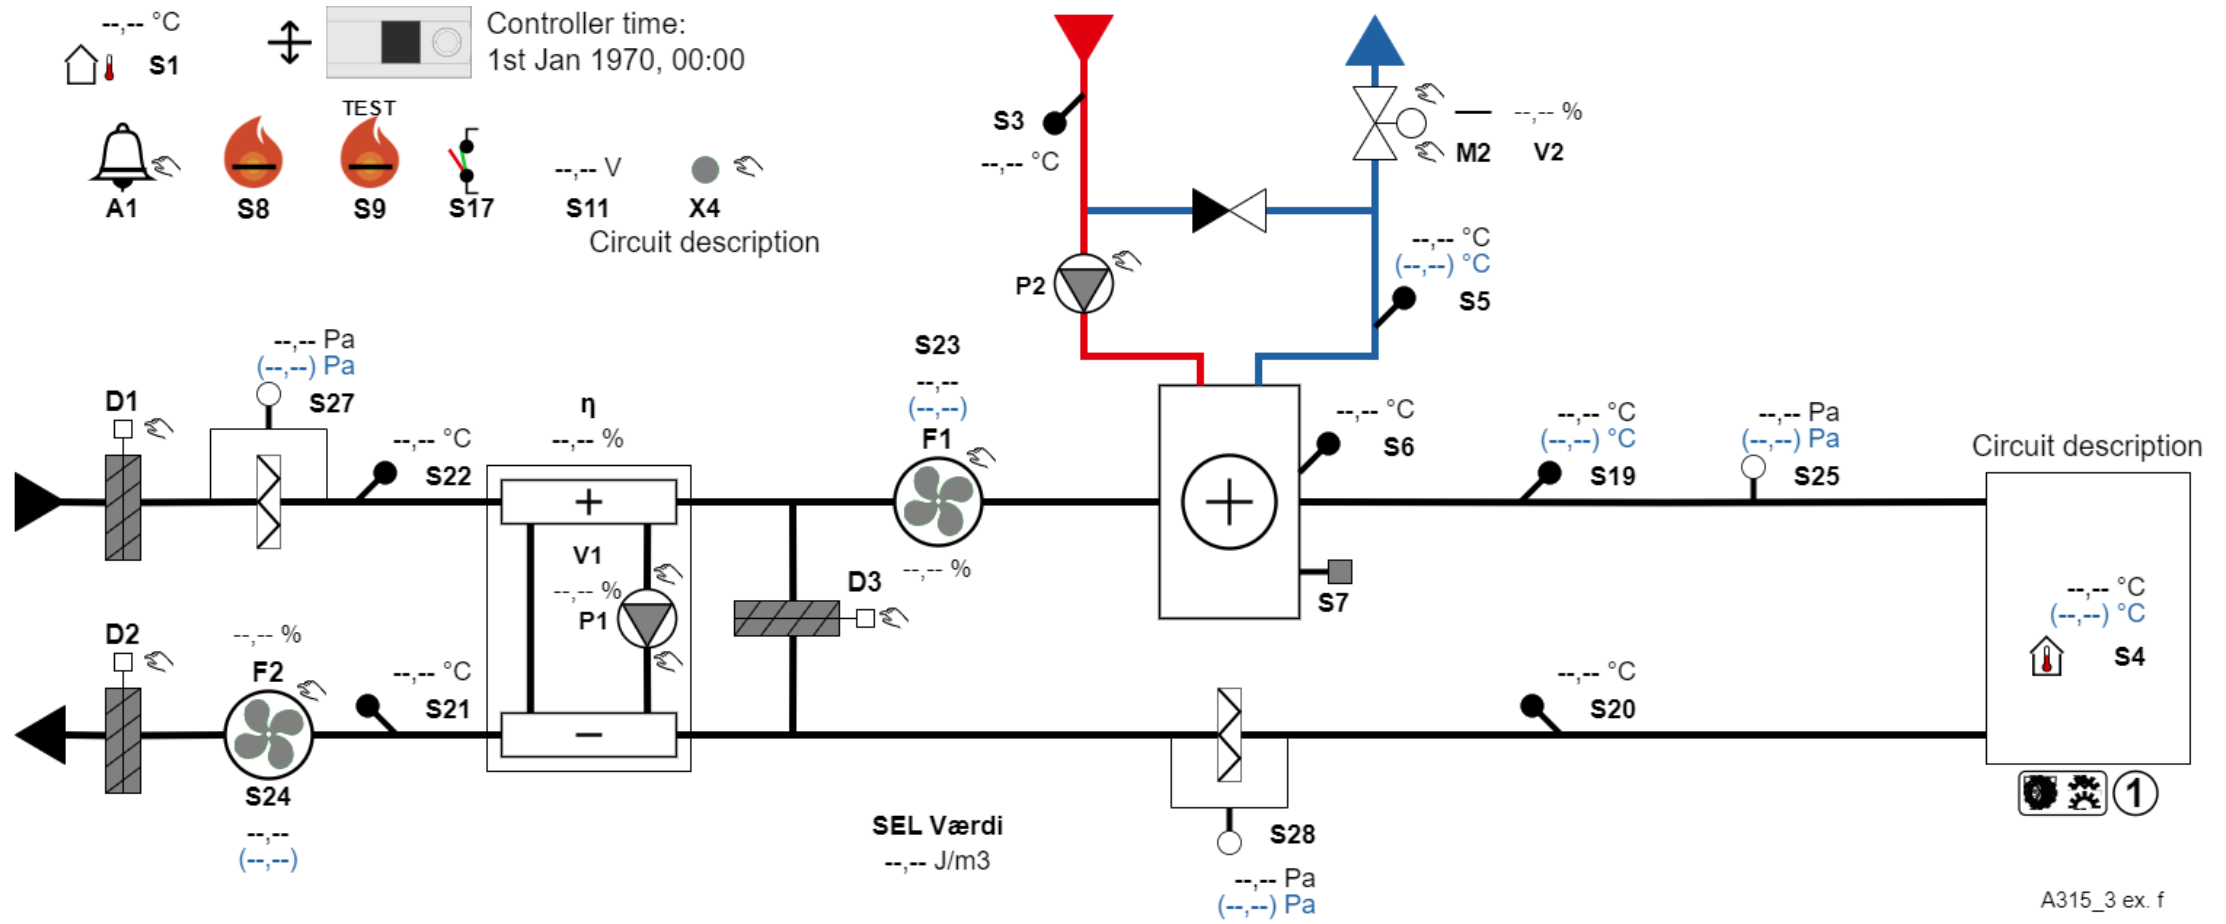 --,-- °C
S1
Controller time:
1st Jan 1970, 00:00
TEST
A1
S8
S9
S17
--,-- V
S11
X4
Circuit description
S3
--,-- °C
--,-- %
M2
V2
--,-- °C
(--,--) °C
S5
P2
--,-- Pa
(--,--) Pa
S27
D1
--,-- °C
S22
η
--,-- %
S23
--,--
(--,--)
F1
--,-- %
--,-- °C
S6
--,-- °C
(--,--) °C
S19
--,-- Pa
(--,--) Pa
S25
Circuit description
V1
--,-- %
P1
D3
S7
--,-- °C
(--,--) °C
S4
D2
--,-- %
F2
S24
--,--
(--,--)
--,-- °C
S21
--,-- °C
S20
SEL Værdi
--,-- J/m3
S28
--,-- Pa
(--,--) Pa
1
A315_3 ex. f